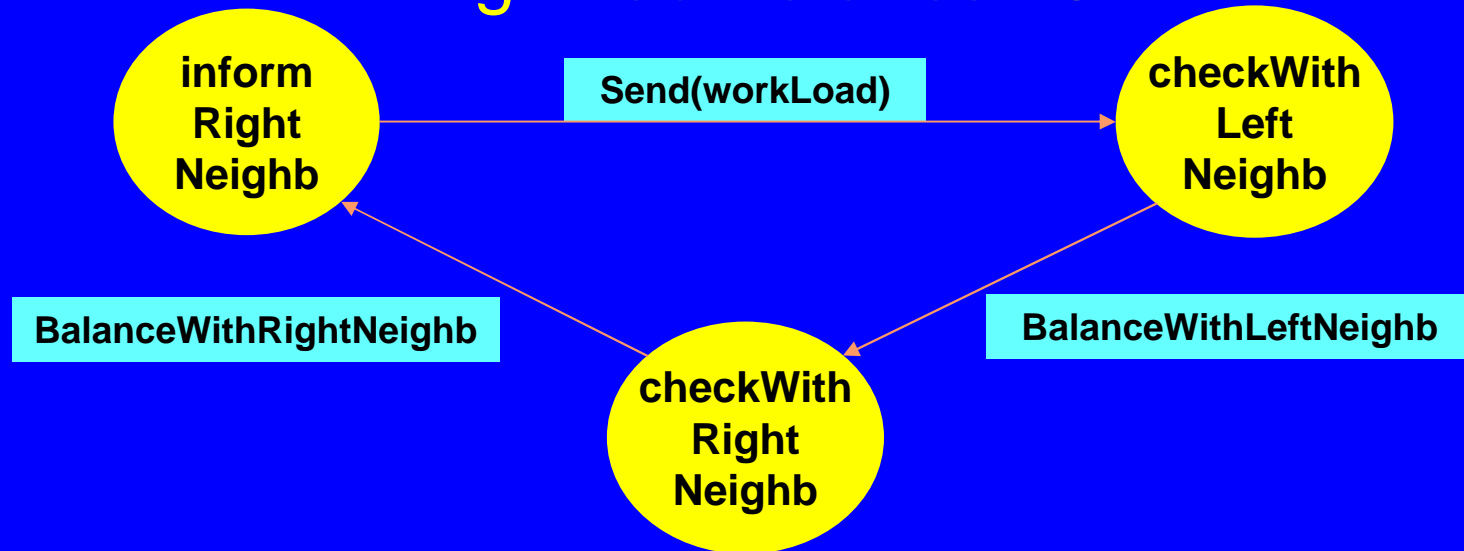 inform
Right
Neighb
Send(workLoad)
checkWith
Left
Neighb
BalanceWithRightNeighb
BalanceWithLeftNeighb
checkWith
Right
Neighb